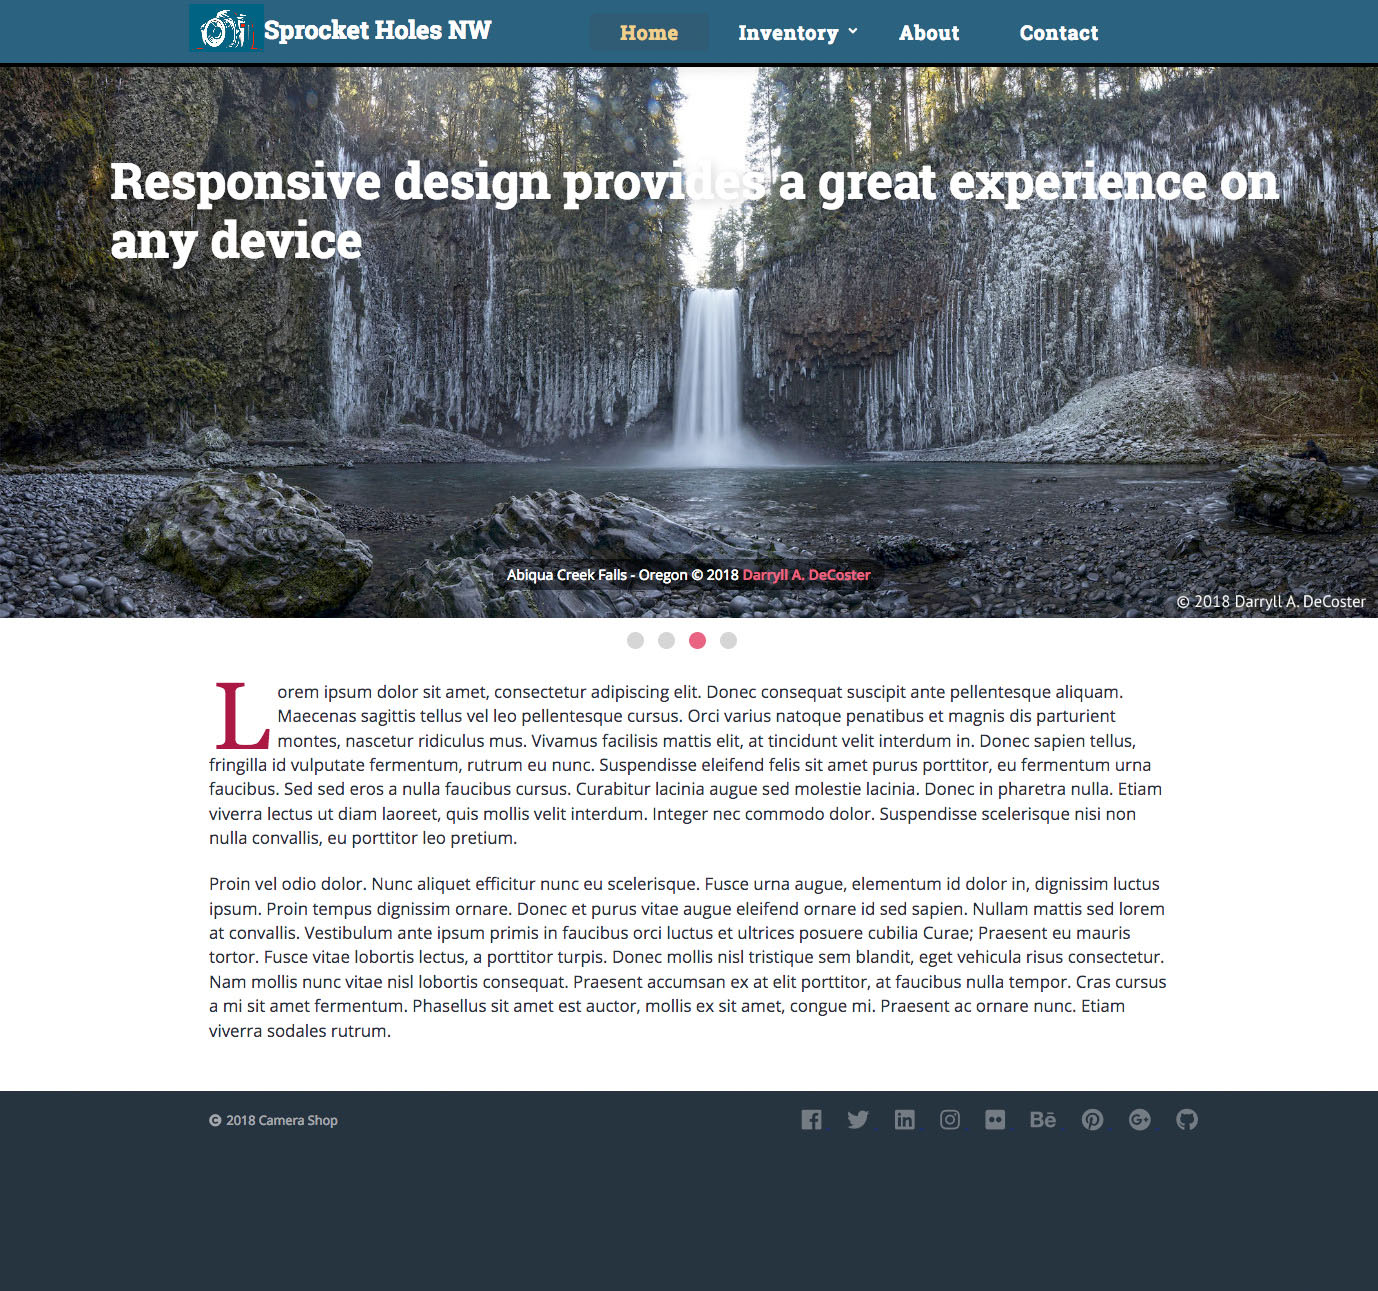 Sprocket Holes NW
Home Inventory About Contact
Responsive design provides a great experience on
any device
Abiqua Creek Falls - Oregon © 2018 Darryll A. DeCoster
© 2018 Darryll A. DeCoster
Lorem ipsum dolor sit amet, consectetur adipiscing elit. Donec consequat suscipit ante pellentesque aliquam.
Maecenas sagittis tellus vel leo pellentesque cursus. Orci varius natoque penatibus et magnis dis parturient
montes, nascetur ridiculus mus. Vivamus facilisis mattis elit, at tincidunt velit interdum in. Donec sapien tellus,
fringilla id vulputate fermentum, rutrum eu nunc. Suspendisse eleifend felis sit amet purus porttitor, eu fermentum urna
faucibus. Sed sed eros a nulla faucibus cursus. Curabitur lacinia augue sed molestie lacinia. Donec in pharetra nulla. Etiam
viverra lectus ut diam laoreet, quis mollis velit interdum. Integer nec commodo dolor. Suspendisse scelerisque nisi non
nulla convallis, eu porttitor leo pretium.
Proin vel odio dolor. Nunc aliquet efficitur nunc eu scelerisque. Fusce urna augue, elementum id dolor in, dignissim luctus
ipsum. Proin tempus dignissim ornare. Donec et purus vitae augue eleifend ornare id sed sapien. Nullam mattis sed lorem
at convallis. Vestibulum ante ipsum primis in faucibus orci luctus et ultrices posuere cubilia Curae; Praesent eu mauris
tortor. Fusce vitae lobortis lectus, a porttitor turpis. Donec mollis nisl tristique sem blandit, eget vehicula risus consectetur.
Nam mollis nunc vitae nisl lobortis consequat. Praesent accumsan ex at elit porttitor, at faucibus nulla tempor. Cras cursus
a mi sit amet fermentum. Phasellus sit amet est auctor, mollis ex sit amet, congue mi. Praesent ac ornare nunc. Etiam
viverra sodales rutrum.
© 2018 Camera Shop